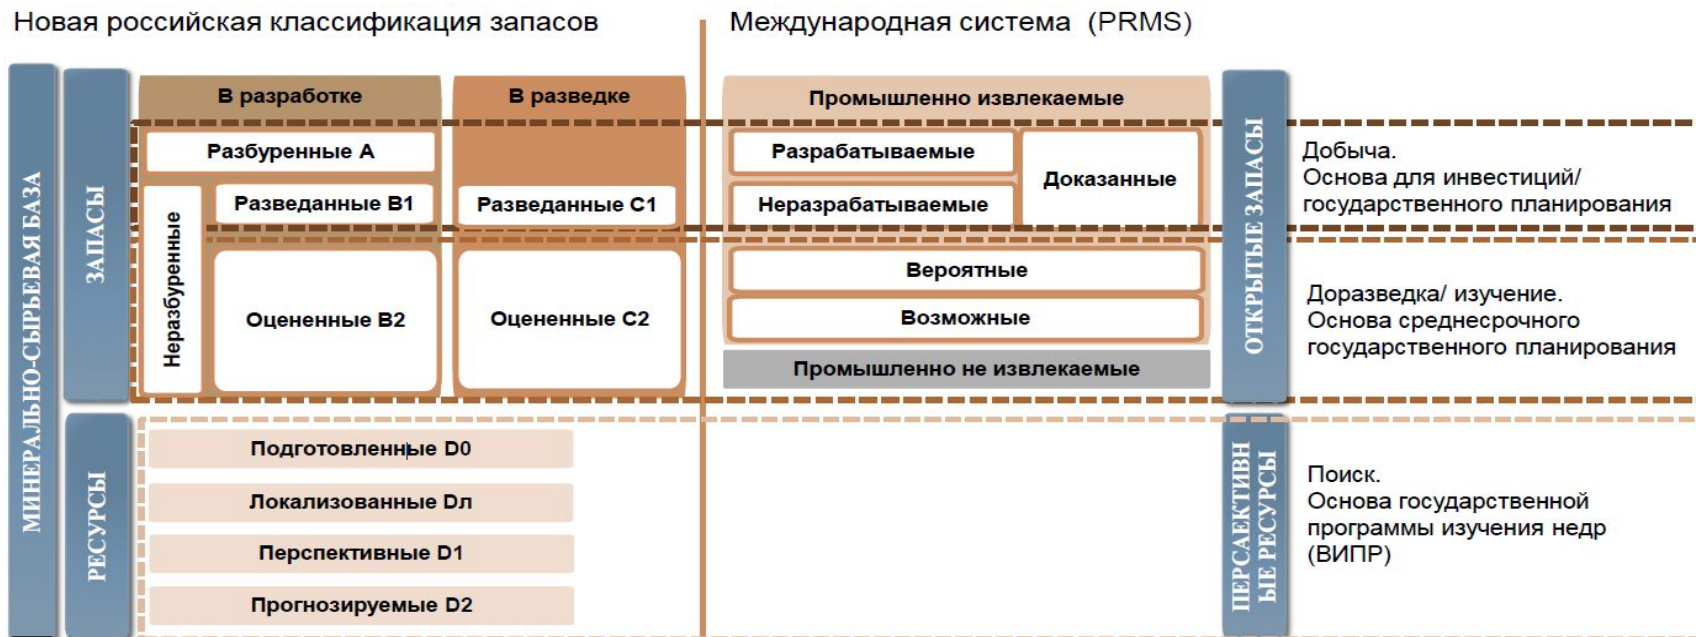 Новая российская классификация запасов
Международная система (PRMS)
МИНЕРАЛЬНО-СЫРЬЕВАЯ БАЗА
ЗАПАСЫ
В разработке
В разведке
Разбуренные А
Неразбуренные
Разведанные В1
Разведанные С1
Оцененные В2
Оцененные С2
Промышленно извлекаемые
Разрабатываемые
Доказанные
Неразрабатываемые
Вероятные
Возможные
Промышленно не извлекаемые
ОТКРЫТЫЕ ЗАПАСЫ
Добыча.
Основа для инвестиций/
государственного планирования
Доразведка/ изучение.
Основа среднесрочного
государственного планирования
РЕСУРСЫ
Подготовленные D0
Локализованные Dл
Перспективные D1
Прогнозируемые D2
ПЕРСАЕКТИВН
ЫЕ РЕСУРСЫ
Поиск.
Основа государственной
программы изучения недр
(ВИПР)